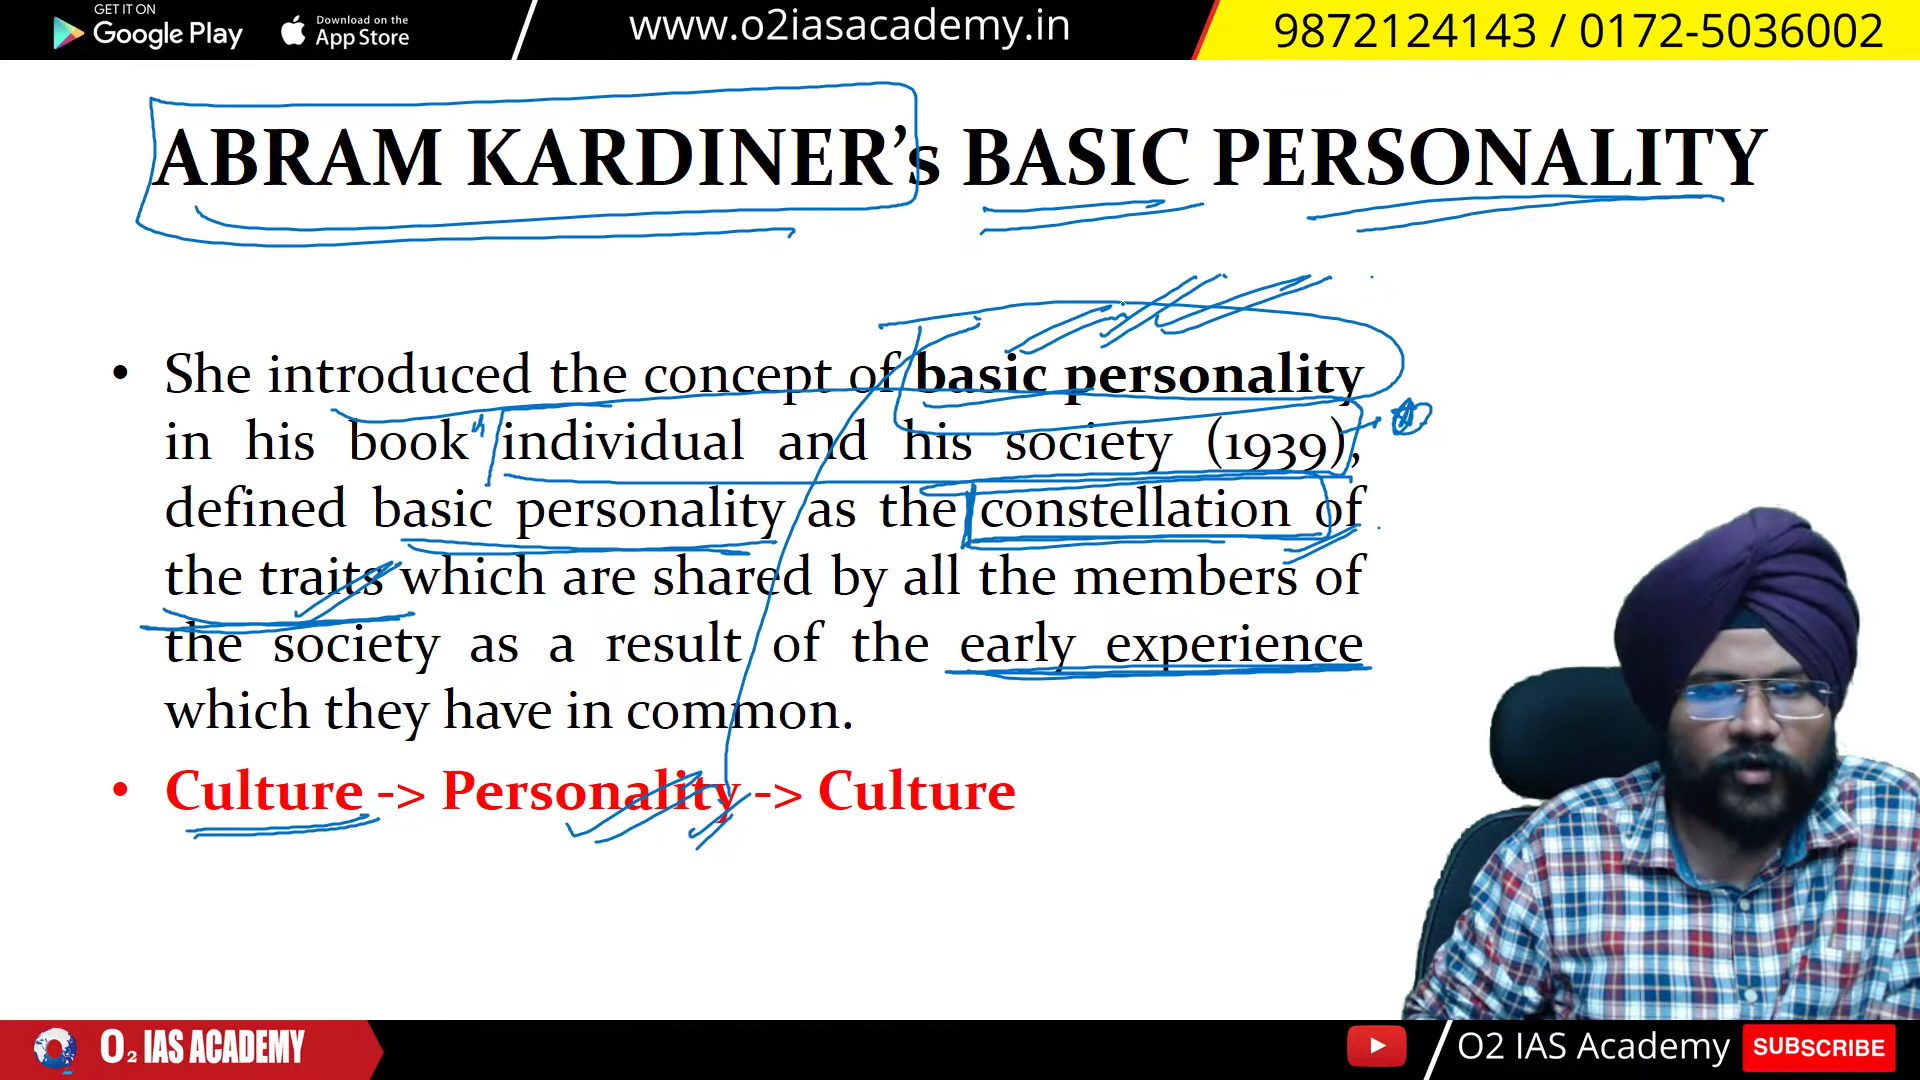 GET IT ON
Google Play
Download on the
App Store
www.o2iasacademy.in
9872124143 / 0172-5036002
ABRAM KARDINER's BASIC PERSONALITY
• She introduced the concept of basic personality
in his book individual and his society (1939),
defined basic personality as the constellation of
the traits which are shared by all the members of
the society as a result of the early experience
which they have in common.
• Culture -> Personality -> Culture
O2 IAS ACADEMY
O2 IAS Academy
SUBSCRIBE